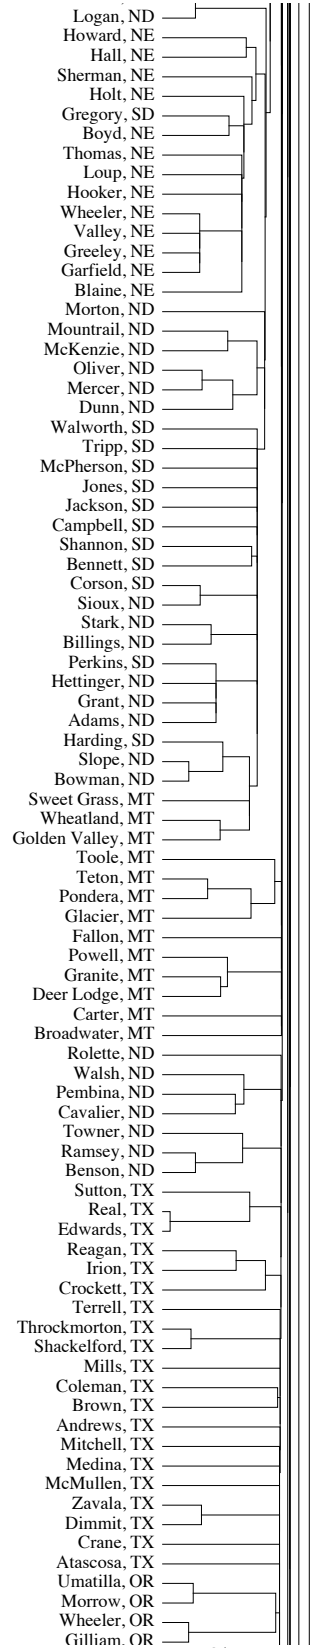 Logan, ND
Howard, NE
Hall, NE
Sherman, NE
Holt, NE
Gregory, SD
Boyd, NE
Thomas, NE
Loup, NE
Hooker, NE
Wheeler, NE
Valley, NE
Greeley, NE
Garfield, NE
Blaine, NE
Morton, ND
Mountrail, ND
McKenzie, ND
Oliver, ND
Mercer, ND
Dunn, ND
Walworth, SD
Tripp, SD
McPherson, SD
Jones, SD
Jackson, SD
Campbell, SD
Shannon, SD
Bennett, SD
Corson, SD
Sioux, ND
Stark, ND
Billings, ND
Perkins, SD
Hettinger, ND
Grant, ND
Adams, ND
Harding, SD
Slope, ND
Bowman, ND
Sweet Grass, MT
Wheatland, MT
Golden Valley, MT
Toole, MT
Teton, MT
Pondera, MT
Glacier, MT
Fallon, MT
Powell, MT
Granite, MT
Deer Lodge, MT
Carter, MT
Broadwater, MT
Rolette, ND
Walsh, ND
Pembina, ND
Cavalier, ND
Towner, ND
Ramsey, ND
Benson, ND
Sutton, TX
Real, TX
Edwards, TX
Reagan, TX
Irion, TX
Crockett, TX
Terrell, TX
Throckmorton, TX
Shackelford, TX
Mills, TX
Coleman, TX
Brown, TX
Andrews, TX
Mitchell, TX
Medina, TX
McMullen, TX
Zavala, TX
Dimmit, TX
Crane, TX
Atascosa, TX
Umatilla, OR
Morrow, OR
Wheeler, OR
Gilliam, OR